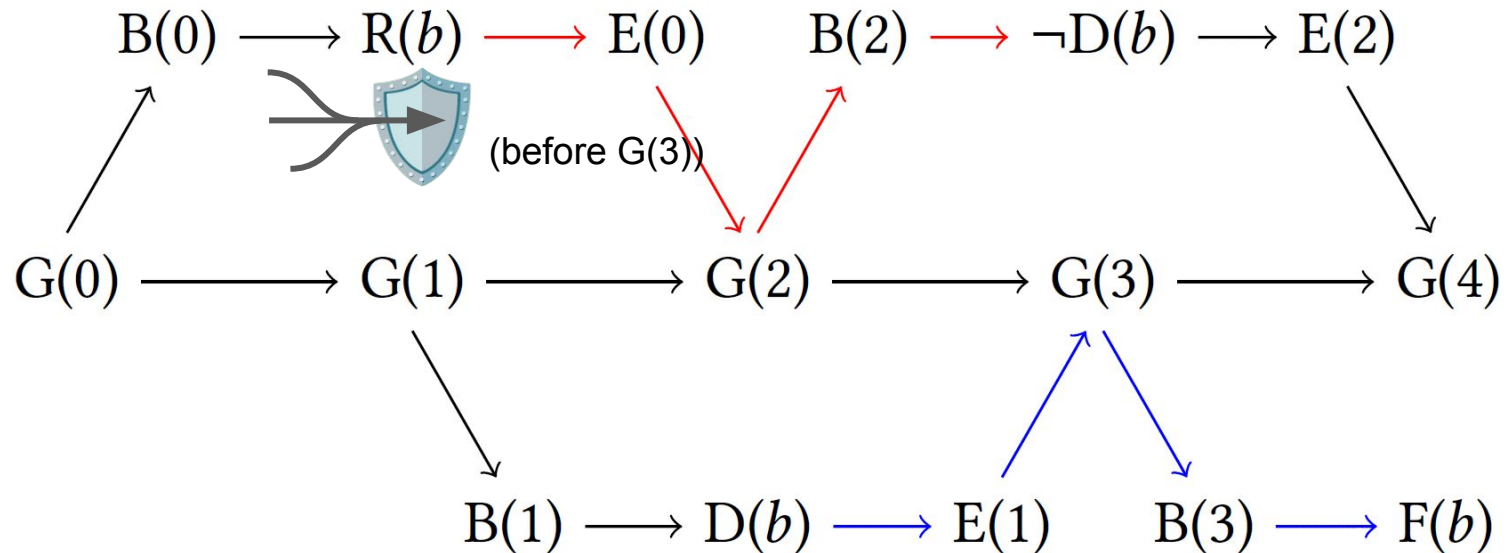 B(0) R(b) E(0) B(2) ¬D(b) E(2)
(before G(3))
G(0) G(1) G(2) G(3) G(4)
B(1) D(b) E(1) B(3) F(b)